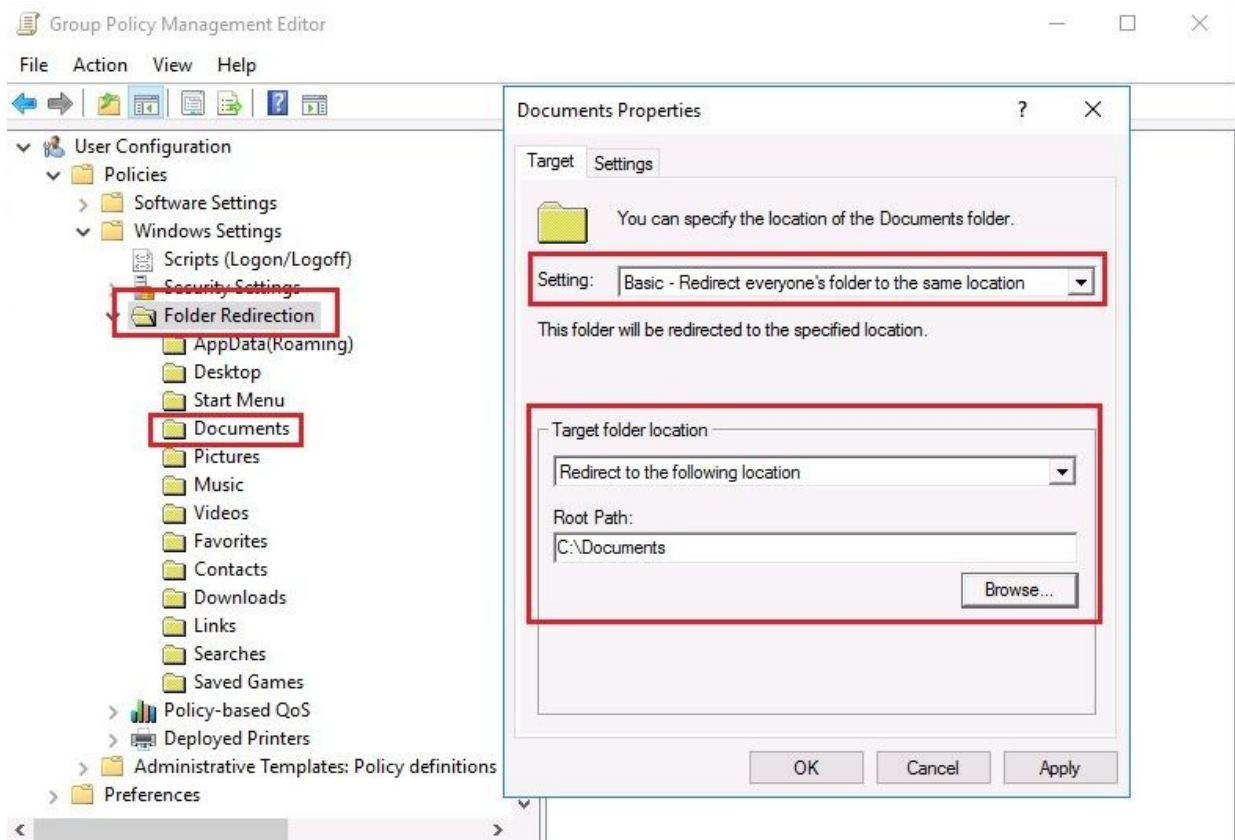 Group Policy Management Editor
File Action View Help
User Configuration
Policies
Software Settings
Windows Settings
Scripts (Logon/Logoff)
Security Settings
Folder Redirection
AppData(Roaming)
Desktop
Start Menu
Documents
Pictures
Music
Videos
Favorites
Contacts
Downloads
Links
Searches
Saved Games
Policy-based QoS
Deployed Printers
Administrative Templates: Policy definitions
Preferences
Documents Properties
Target Settings
You can specify the location of the Documents folder.
Setting: Basic - Redirect everyone's folder to the same location
This folder will be redirected to the specified location.
Target folder location
Redirect to the following location
Root Path:
C:\Documents
Browse...
OK Cancel Apply